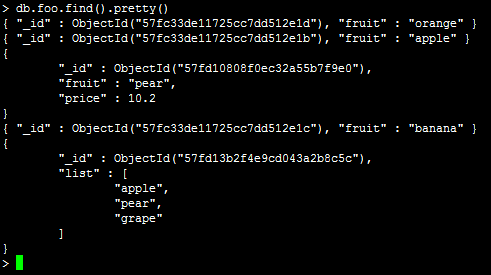 > db.foo.find().pretty()
{ "_id" : ObjectId("57fc33de11725cc7dd512e1d"), "fruit" : "orange" }
{ "_id" : ObjectId("57fc33de11725cc7dd512e1b"), "fruit" : "apple" }
{
        "_id" : ObjectId("57fd10808f0ec32a55b7f9e0"),
        "fruit" : "pear",
        "price" : 10.2
}
{ "_id" : ObjectId("57fc33de11725cc7dd512e1c"), "fruit" : "banana" }
{
        "_id" : ObjectId("57fd13b2f4e9cd043a2b8c5c"),
        "list" : [
                "apple",
                "pear",
                "grape"
        ]
}
>